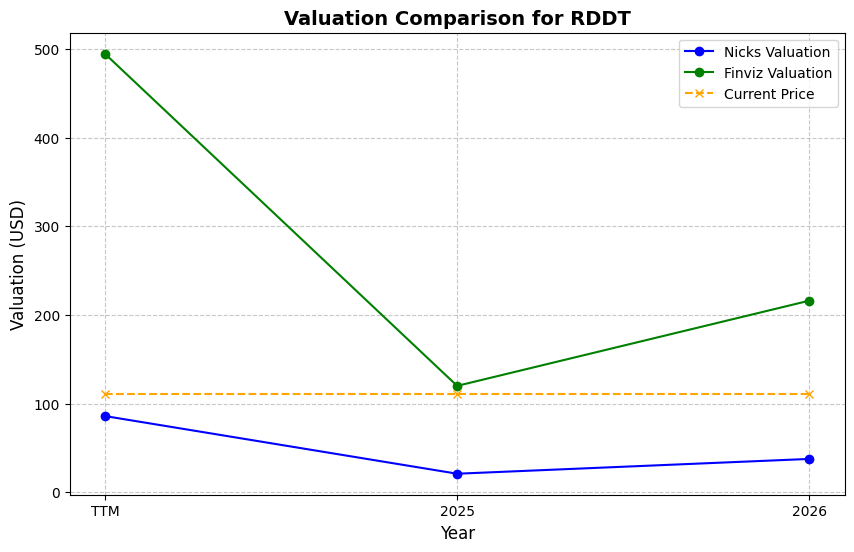 Valuation Comparison for RDDT
Nicks Valuation
Finviz Valuation
Current Price
500
400
300
200
100
0
Valuation (USD)
TTM
2025
2026
Year